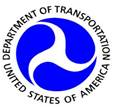 DEPARTMENT OF TRANSPORTATION
UNITED STATES OF AMERICA